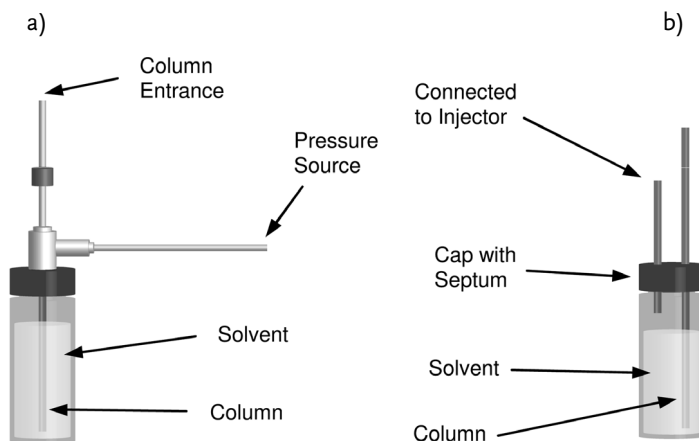 a)
Column
Entrance
Pressure
Source
Solvent
Column
b)
Connected
to Injector
Cap with
Septum
Solvent
Column